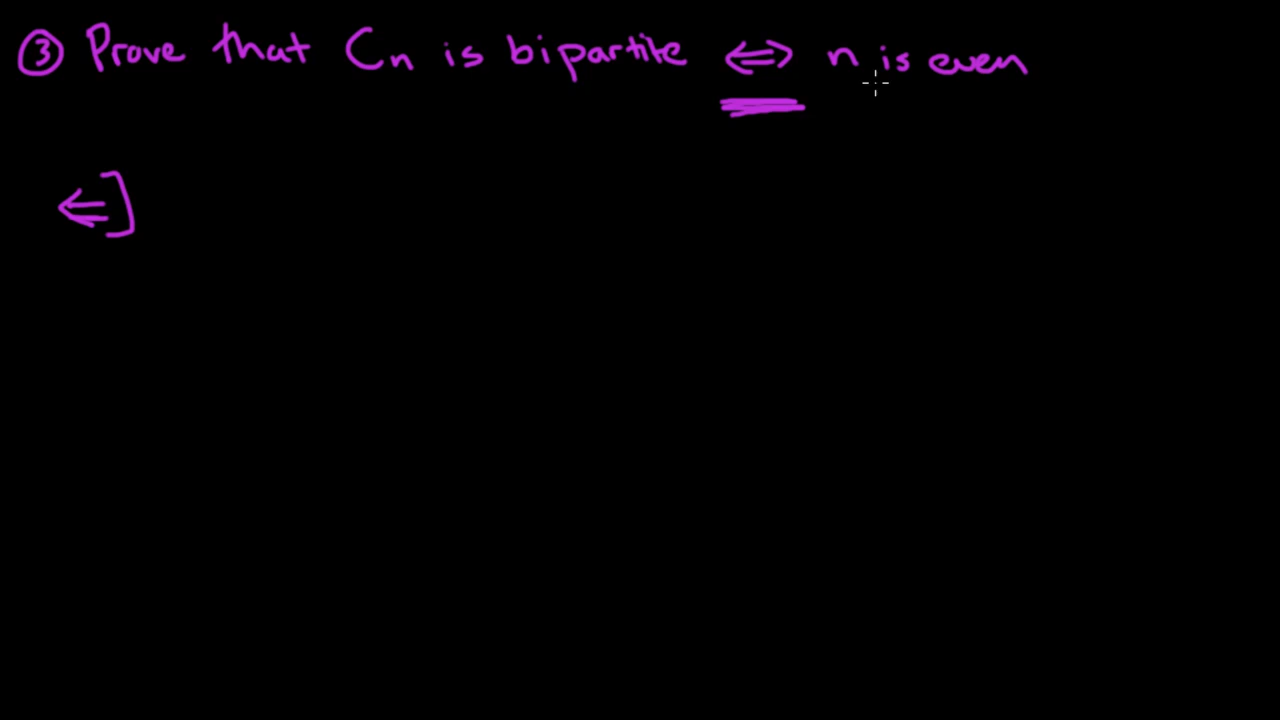 ③ Prove that Cn is bipartite ⟺ n is even
⇐]